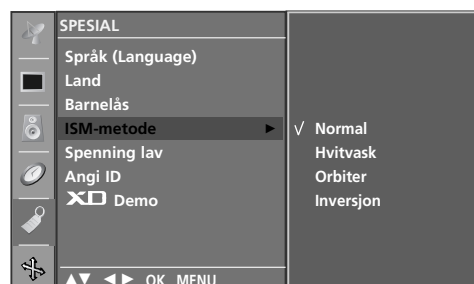 SPESIAL
Språk (Language)
Land
Barnelås
ISM-metode ►
Spenning lav
Angi ID
XD Demo
√ Normal
Hvitvask
Orbiter
Inversjon
▲▼ ◄► OK MENU